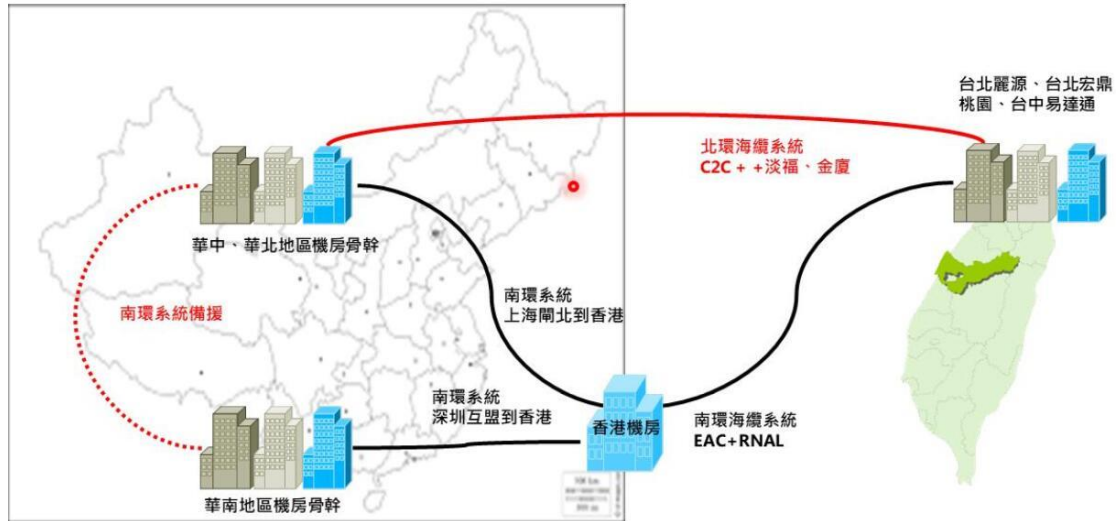 台北麗源、台北宏鼎
桃園、台中易達通
北環海纜系統
C2C + +淡福、金廈
華中、華北地區機房骨幹
南環系統備援
南環系統
上海閘北到香港
南環系統
深圳互盟到香港
香港機房
南環海纜系統
EAC+RNAL
華南地區機房骨幹